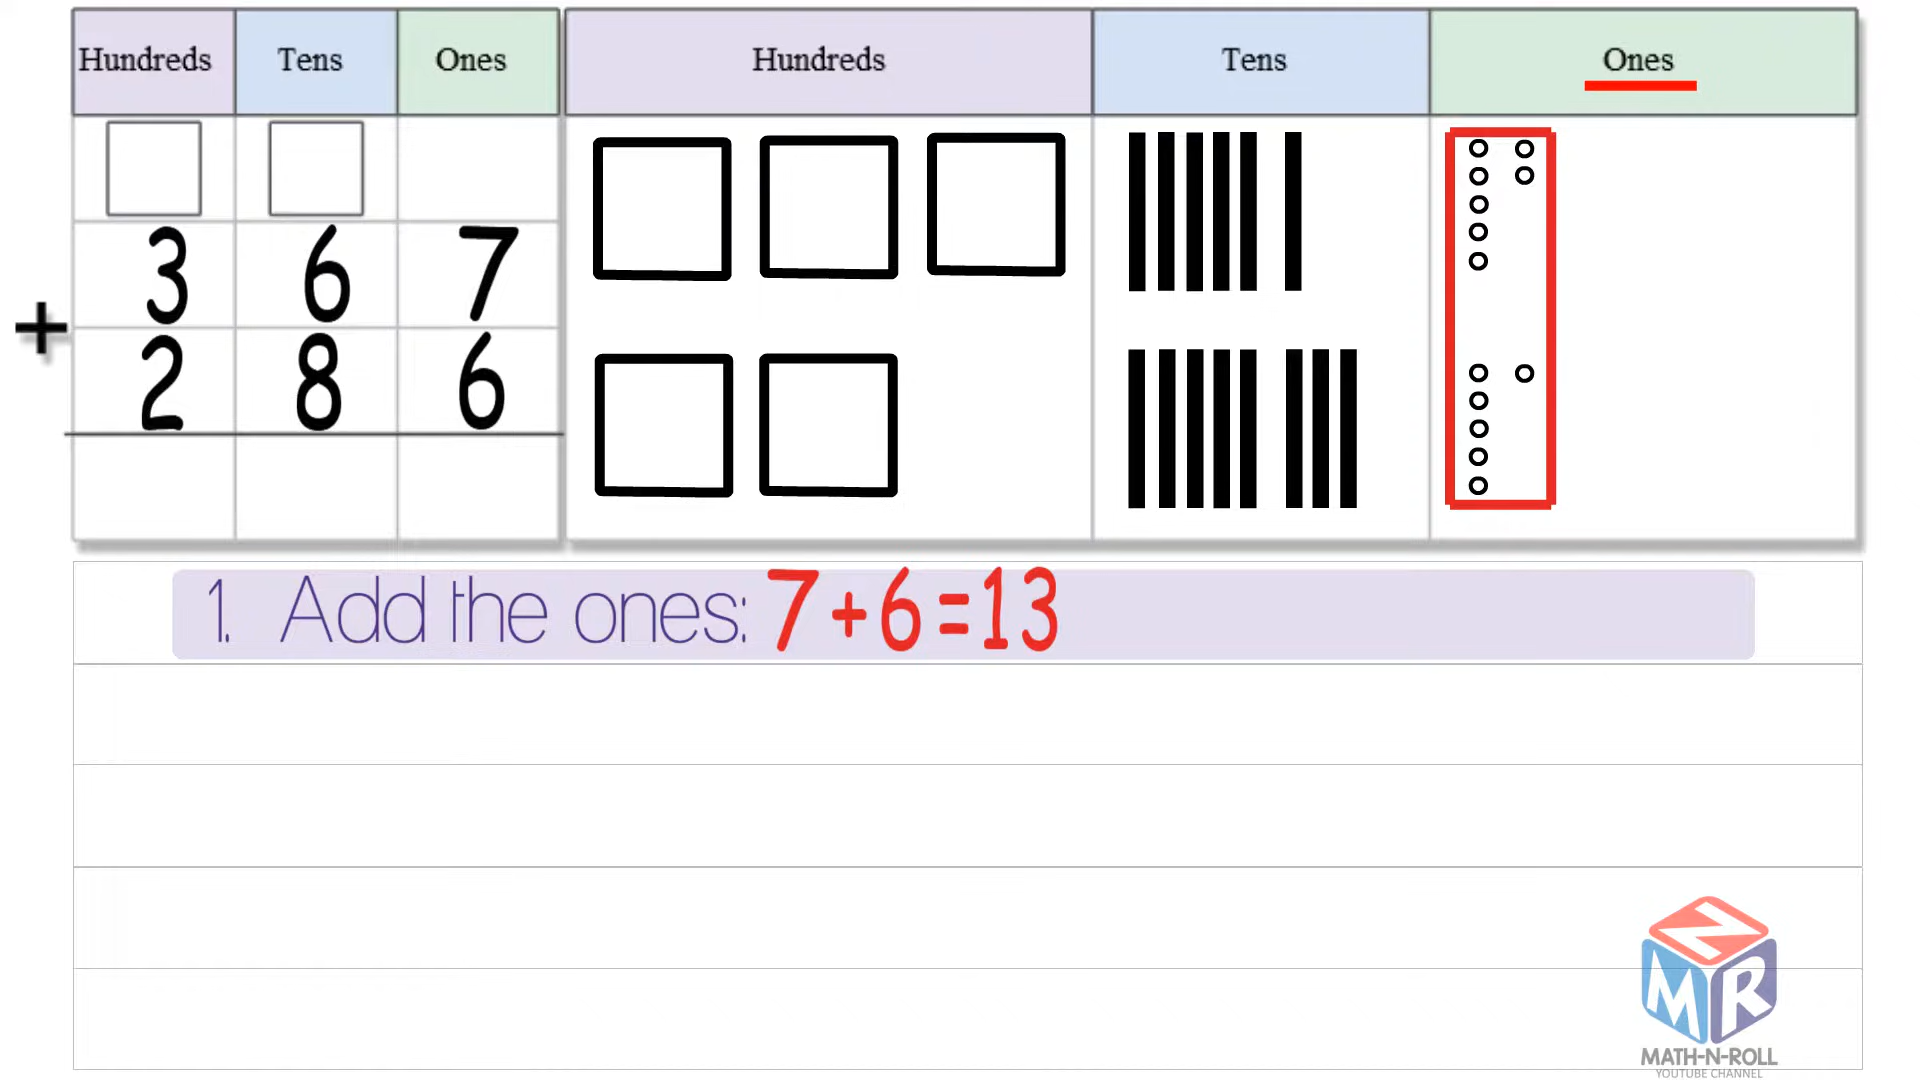 Hundreds Tens Ones Hundreds Tens Ones
3 6 7
+
2 8 6
1. Add the ones: 7+6=13
MNR
MATH-N-ROLL
YOUTUBE CHANNEL